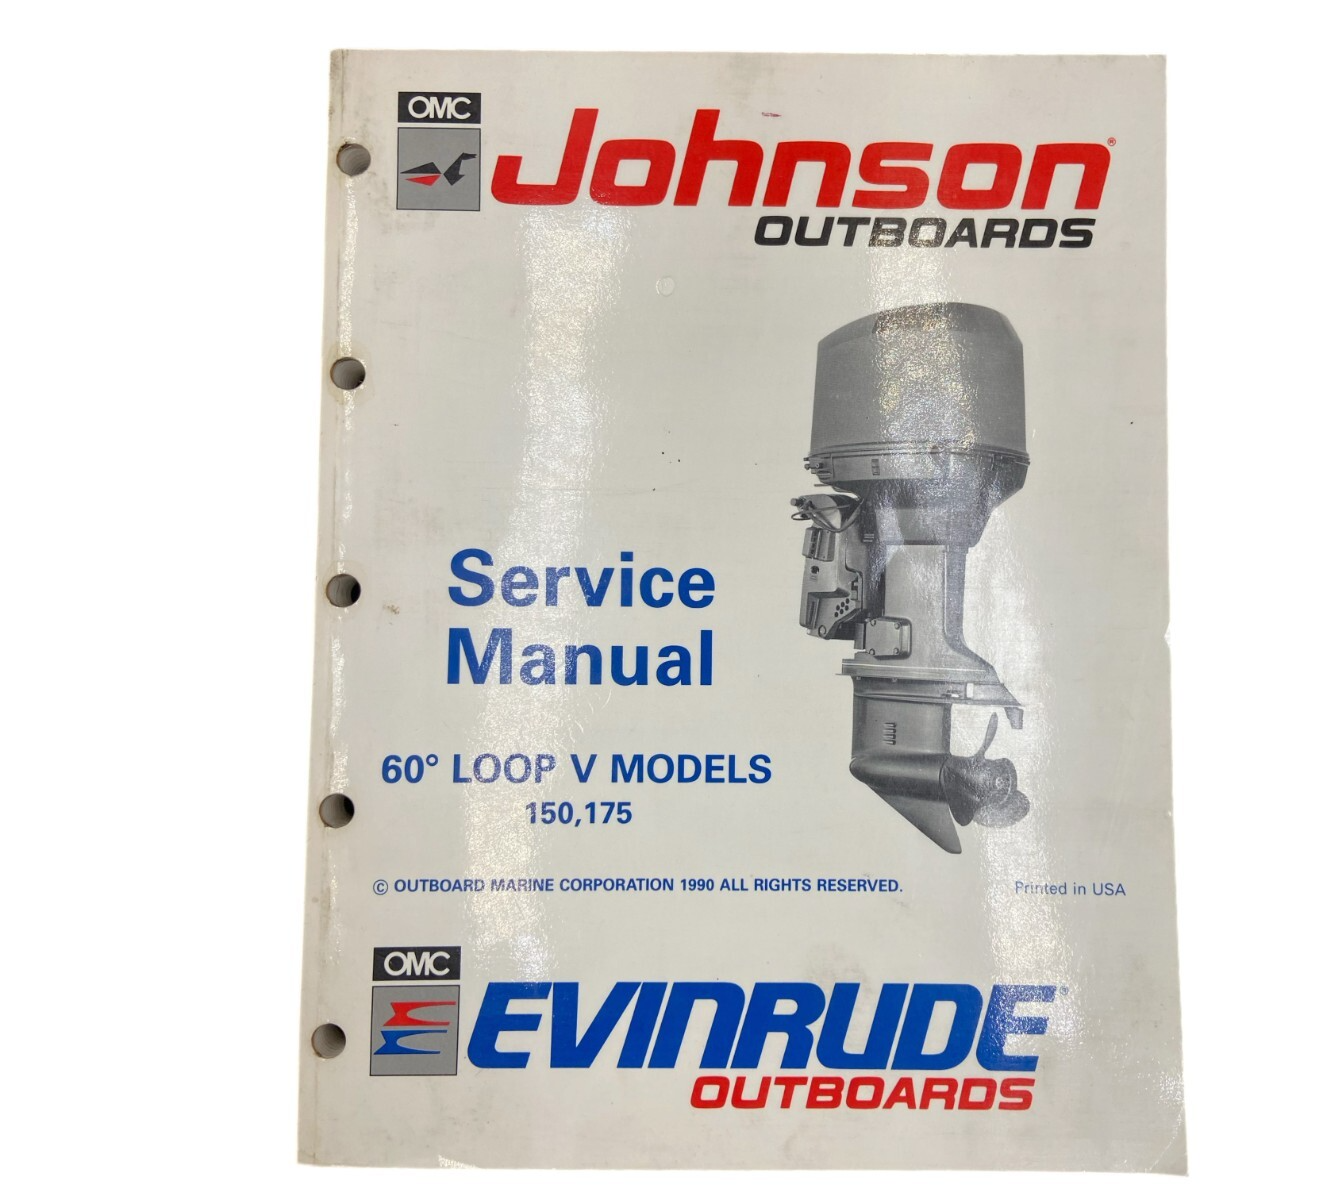 OMC
Johnson®
OUTBOARDS
Service
Manual
60° LOOP V MODELS
150,175
© OUTBOARD MARINE CORPORATION 1990 ALL RIGHTS RESERVED.
Printed in USA
OMC
EVINRUDE®
OUTBOARDS